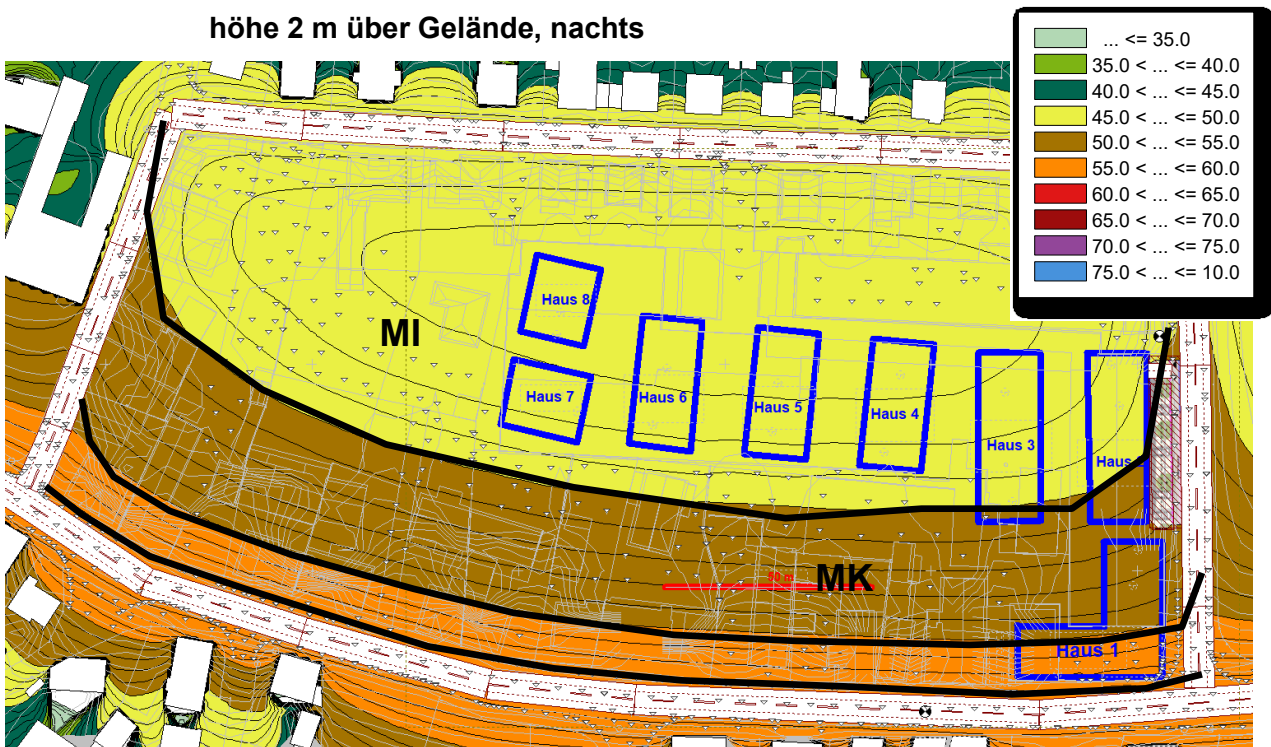 höhe 2 m über Gelände, nachts
... <= 35.0
35.0 < ... <= 40.0
40.0 < ... <= 45.0
45.0 < ... <= 50.0
50.0 < ... <= 55.0
55.0 < ... <= 60.0
60.0 < ... <= 65.0
65.0 < ... <= 70.0
70.0 < ... <= 75.0
75.0 < ... <= 10.0
Haus 8
MI
Haus 7
Haus 6
Haus 5
Haus 4
Haus 3
Haus
50 m
MK
Haus 1